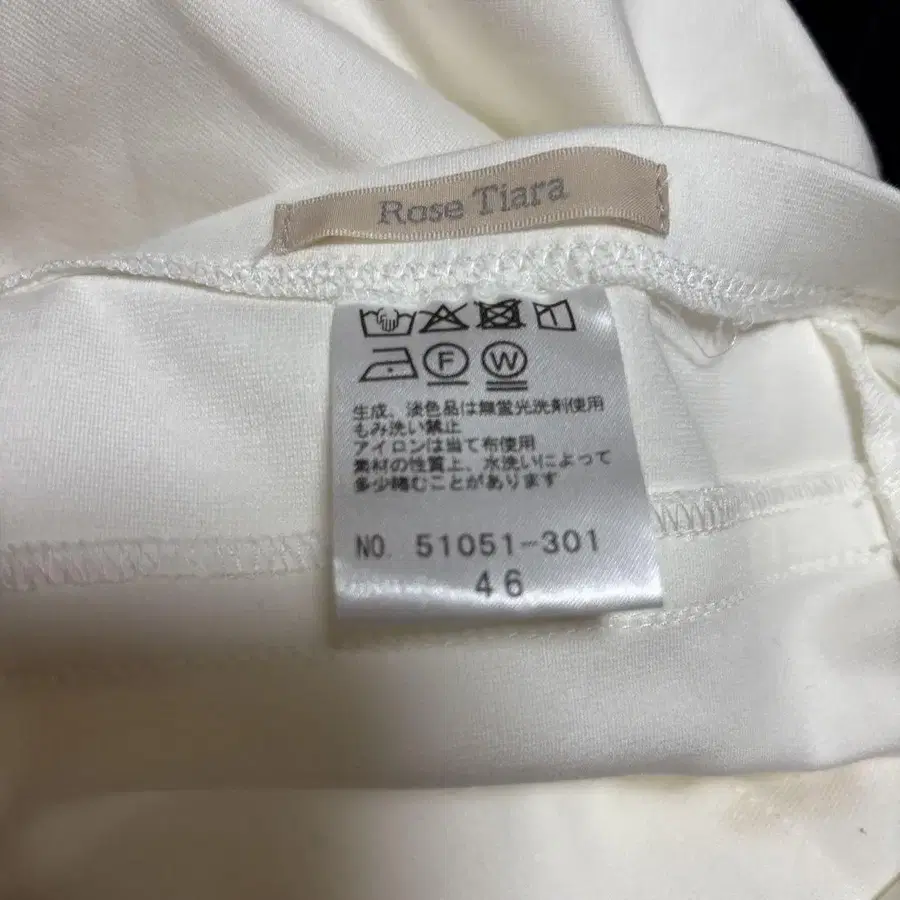 Rose Tiara
F W
生成、淡色品は無蛍光洗剤使用
もみ洗い禁止
アイロンは当て布使用
素材の性質上、水洗いによって
多少縮むことがあります
NO 51051-301
46